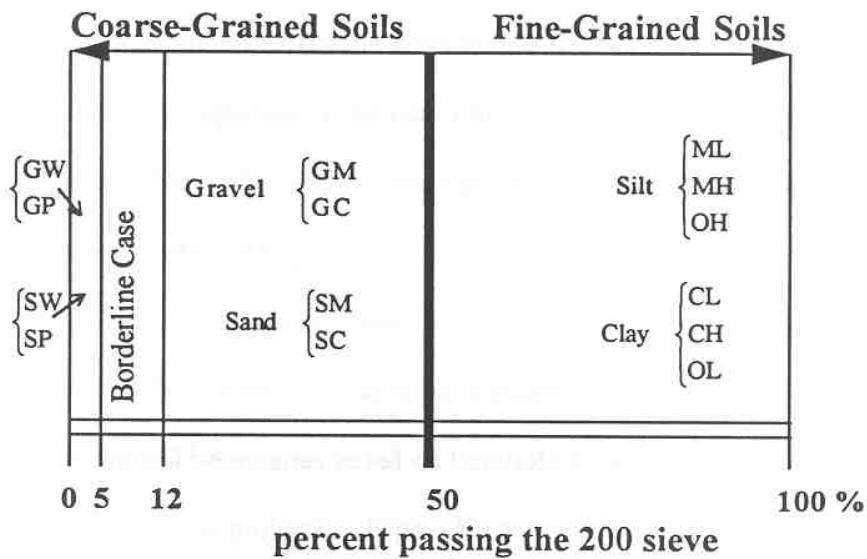 Coarse-Grained Soils Fine-Grained Soils
GW
GP
Gravel
GM
GC
Silt
ML
MH
OH
SW
SP
Borderline Case
Sand
SM
SC
Clay
CL
CH
OL
0 5 12 50 100 %
percent passing the 200 sieve